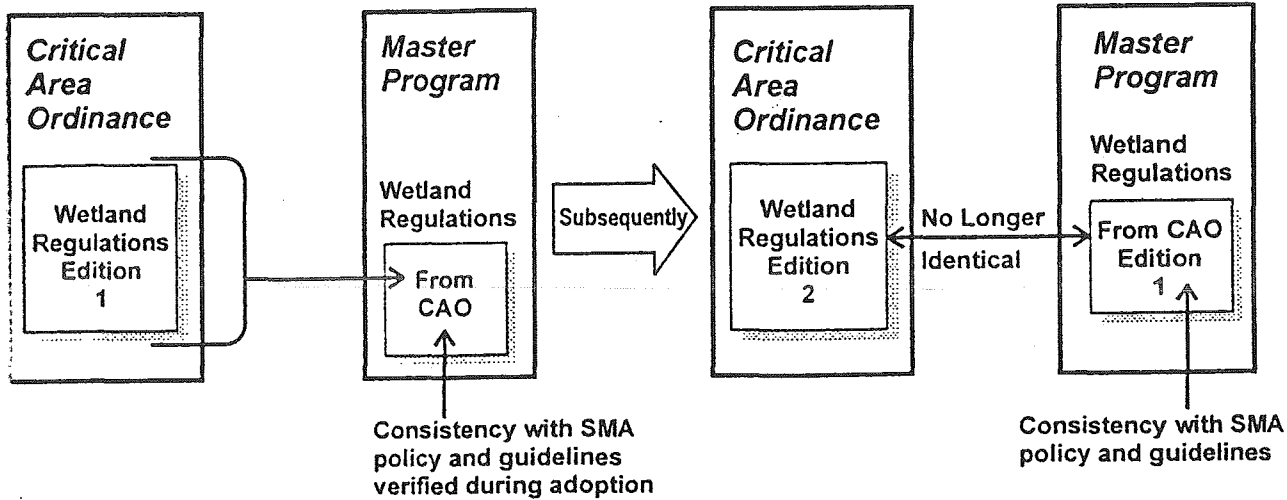 Critical
Area
Ordinance
Wetland
Regulations
Edition
1
Master
Program
Wetland
Regulations
From
CAO
Consistency with SMA
policy and guidelines
verified during adoption
Subsequently
Critical
Area
Ordinance
Wetland
Regulations
Edition
2
No Longer
Identical
Master
Program
Wetland
Regulations
From CAO
Edition
1
Consistency with SMA
policy and guidelines